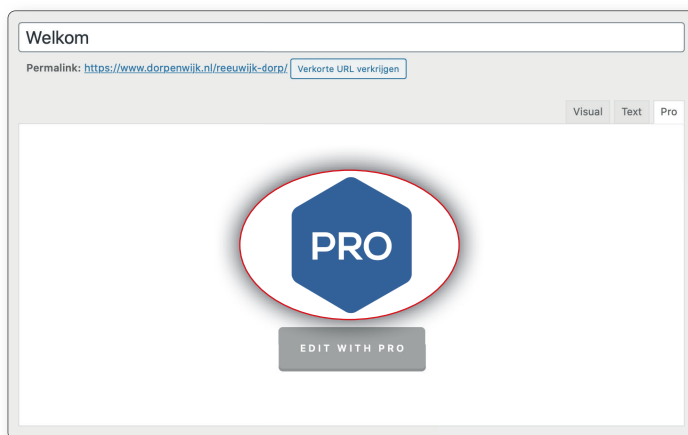 Welkom
Permalink: https://www.dorpenwijk.nl/reeuwijk-dorp/ Verkorte URL verkrijgen
Visual Text Pro
PRO
EDIT WITH PRO